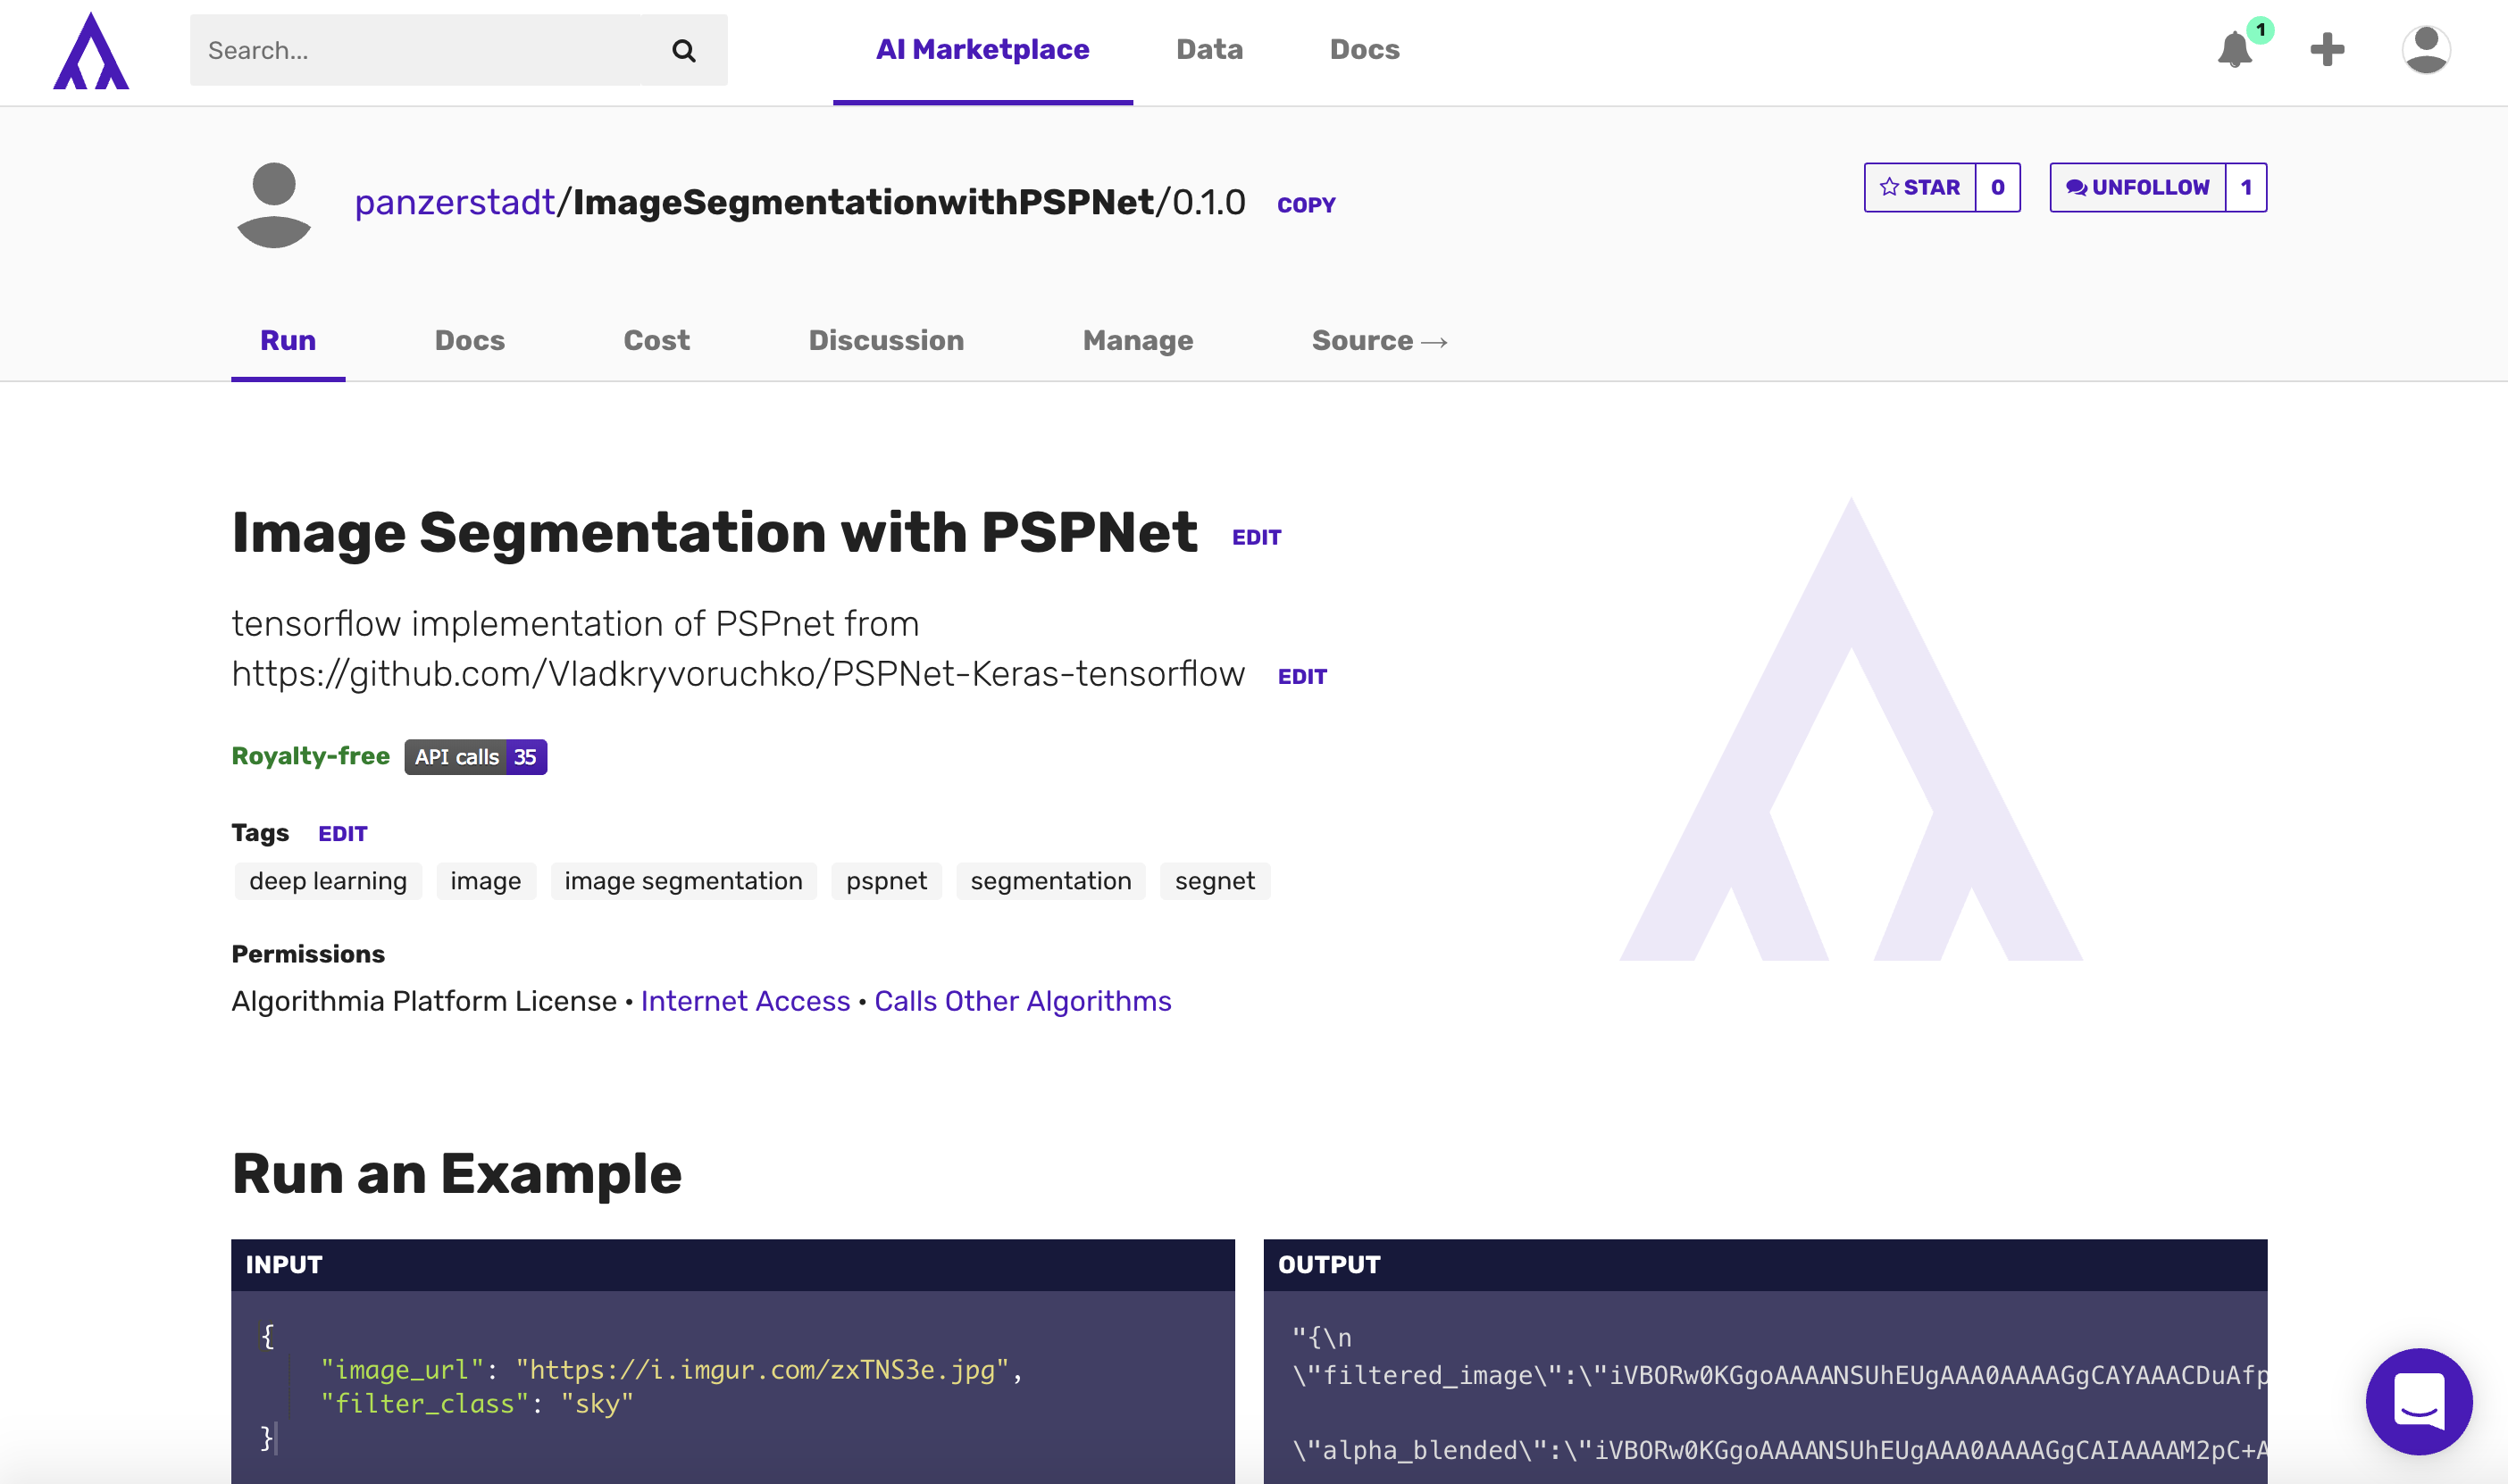 Search...
AI Marketplace
Data
Docs
1
panzerstadt/ImageSegmentationwithPSPNet/0.1.0
COPY
STAR 0
UNFOLLOW 1
Run
Docs
Cost
Discussion
Manage
Source →
Image Segmentation with PSPNet
EDIT
tensorflow implementation of PSPnet from
https://github.com/Vladkryvoruchko/PSPNet-Keras-tensorflow
EDIT
Royalty-free
API calls 35
Tags
EDIT
deep learning
image
image segmentation
pspnet
segmentation
segnet
Permissions
Algorithmia Platform License • Internet Access • Calls Other Algorithms
Run an Example
INPUT
{
"image_url": "https://i.imgur.com/zxTNS3e.jpg",
"filter_class": "sky"
}
OUTPUT
"{\n
\"filtered_image\":\"iVBORw0KGgoAAAANSUhEUgAAA0AAAAGgCAYAAACDuAfp
\"alpha_blended\":\"iVBORw0KGgoAAAANSUhEUgAAA0AAAAGgCAIAAAAM2pC+A